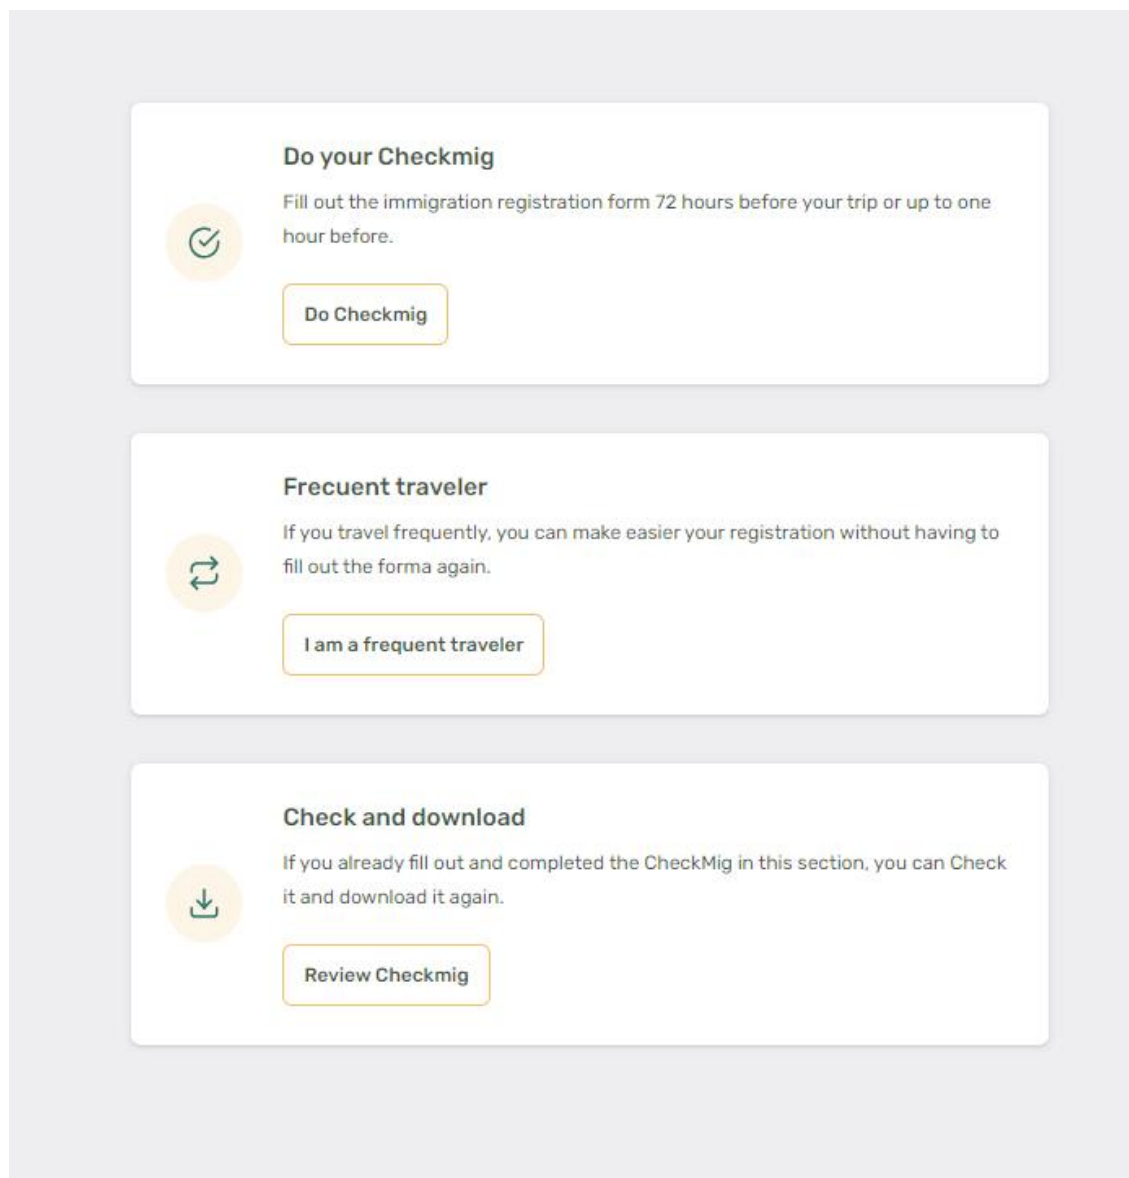 Do your Checkmig
Fill out the immigration registration form 72 hours before your trip or up to one
hour before.
Do Checkmig
Frecuent traveler
If you travel frequently, you can make easier your registration without having to
fill out the forma again.
I am a frequent traveler
Check and download
If you already fill out and completed the CheckMig in this section, you can Check
it and download it again.
Review Checkmig